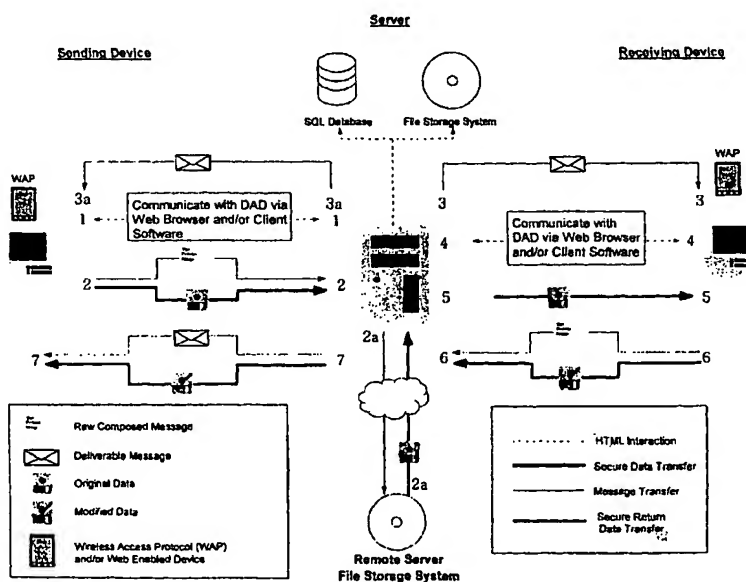 Server
Sending Device
Receiving Device
SQL Database
File Storage System
WAP
3a
3a
1
Communicate with DAD via
Web Browser and/or Client
Software
1
2
2
7
7
3
3
WAP
4
Communicate with
DAD via Web Browser
and/or Client Software
4
5
5
6
6
2a
2a
Raw Composed Message
Deliverable Message
Original Data
Modified Data
Wireless Access Protocol (WAP)
and/or Web Enabled Device
Remote Server
File Storage System
HTML Interaction
Secure Data Transfer
Message Transfer
Secure Return
Data Transfer